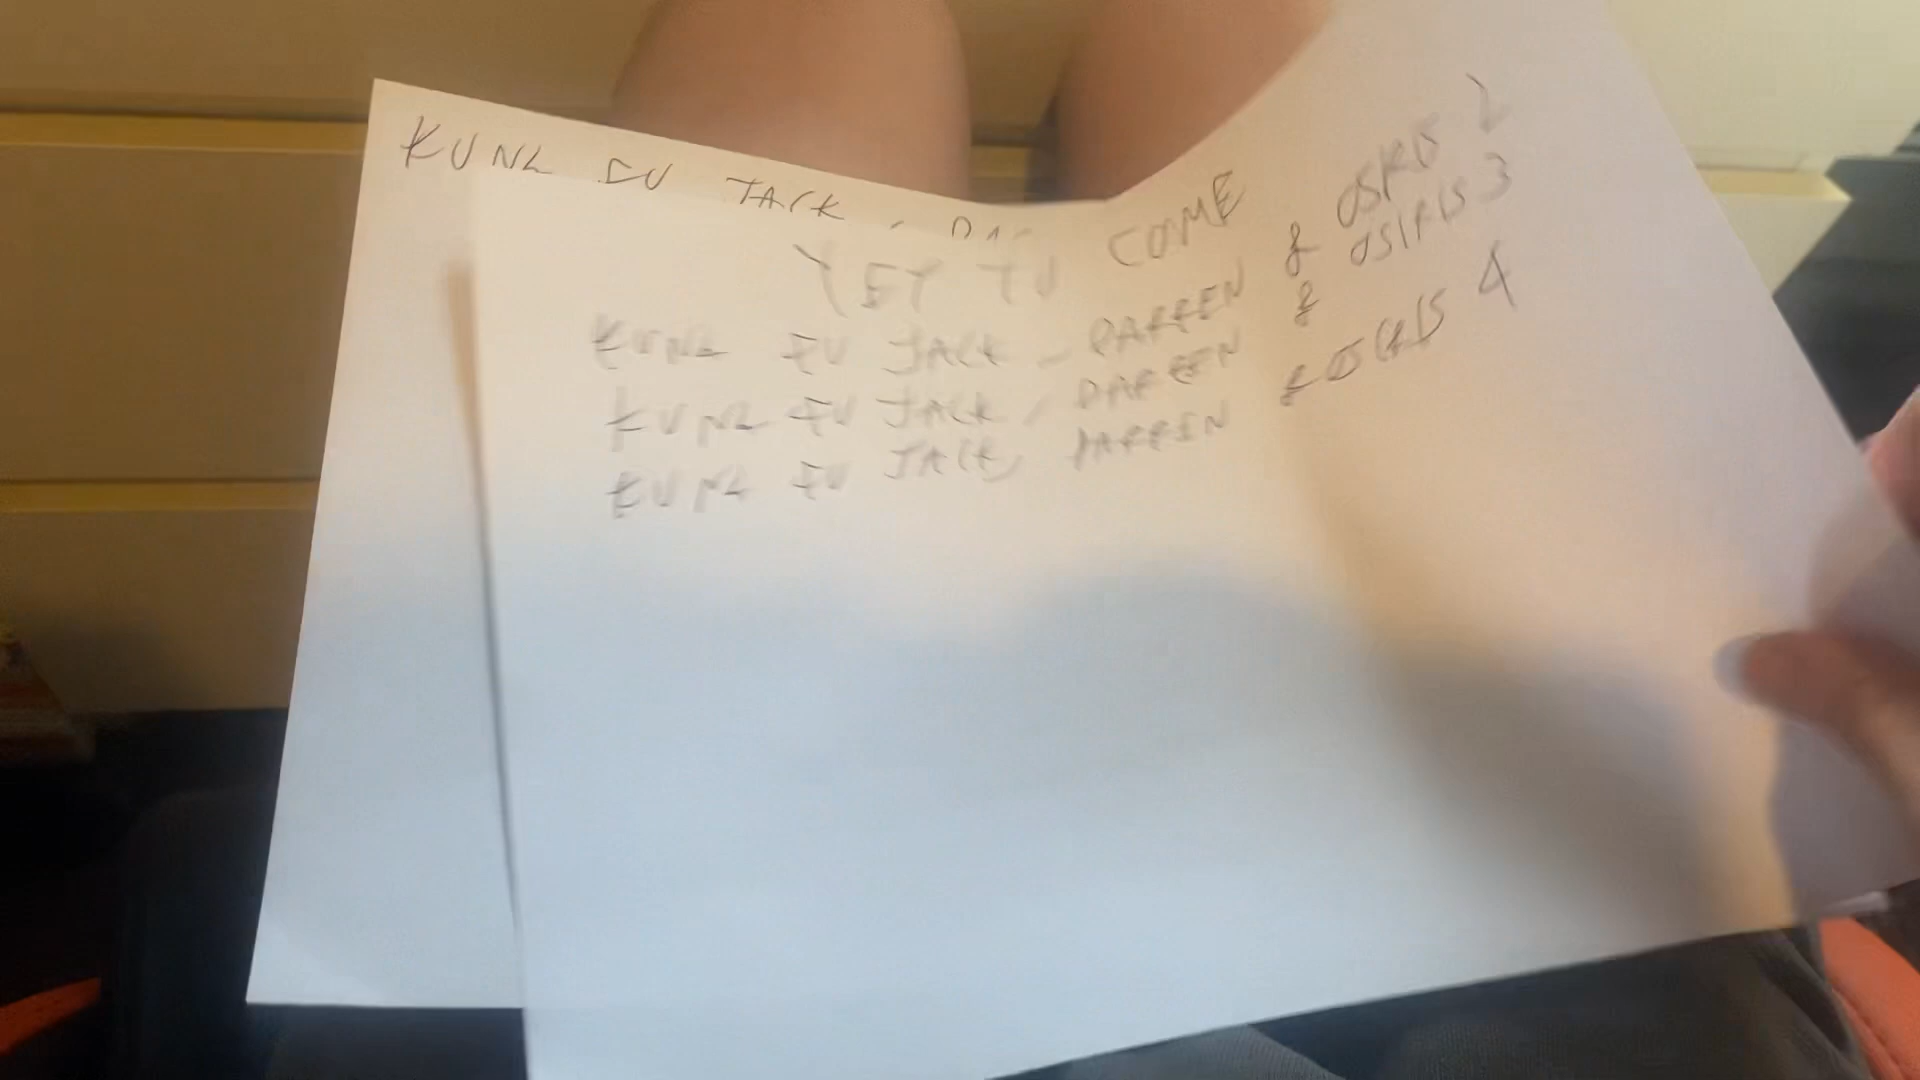 KUNG FU JACK,
YET TO COME
KUNG FU JACK, DARREN & OSIRIS 2
KUNG FU JACK, DARREN & OSIRIS 3
KUNG FU JACK, DARREN & OSIRIS 4